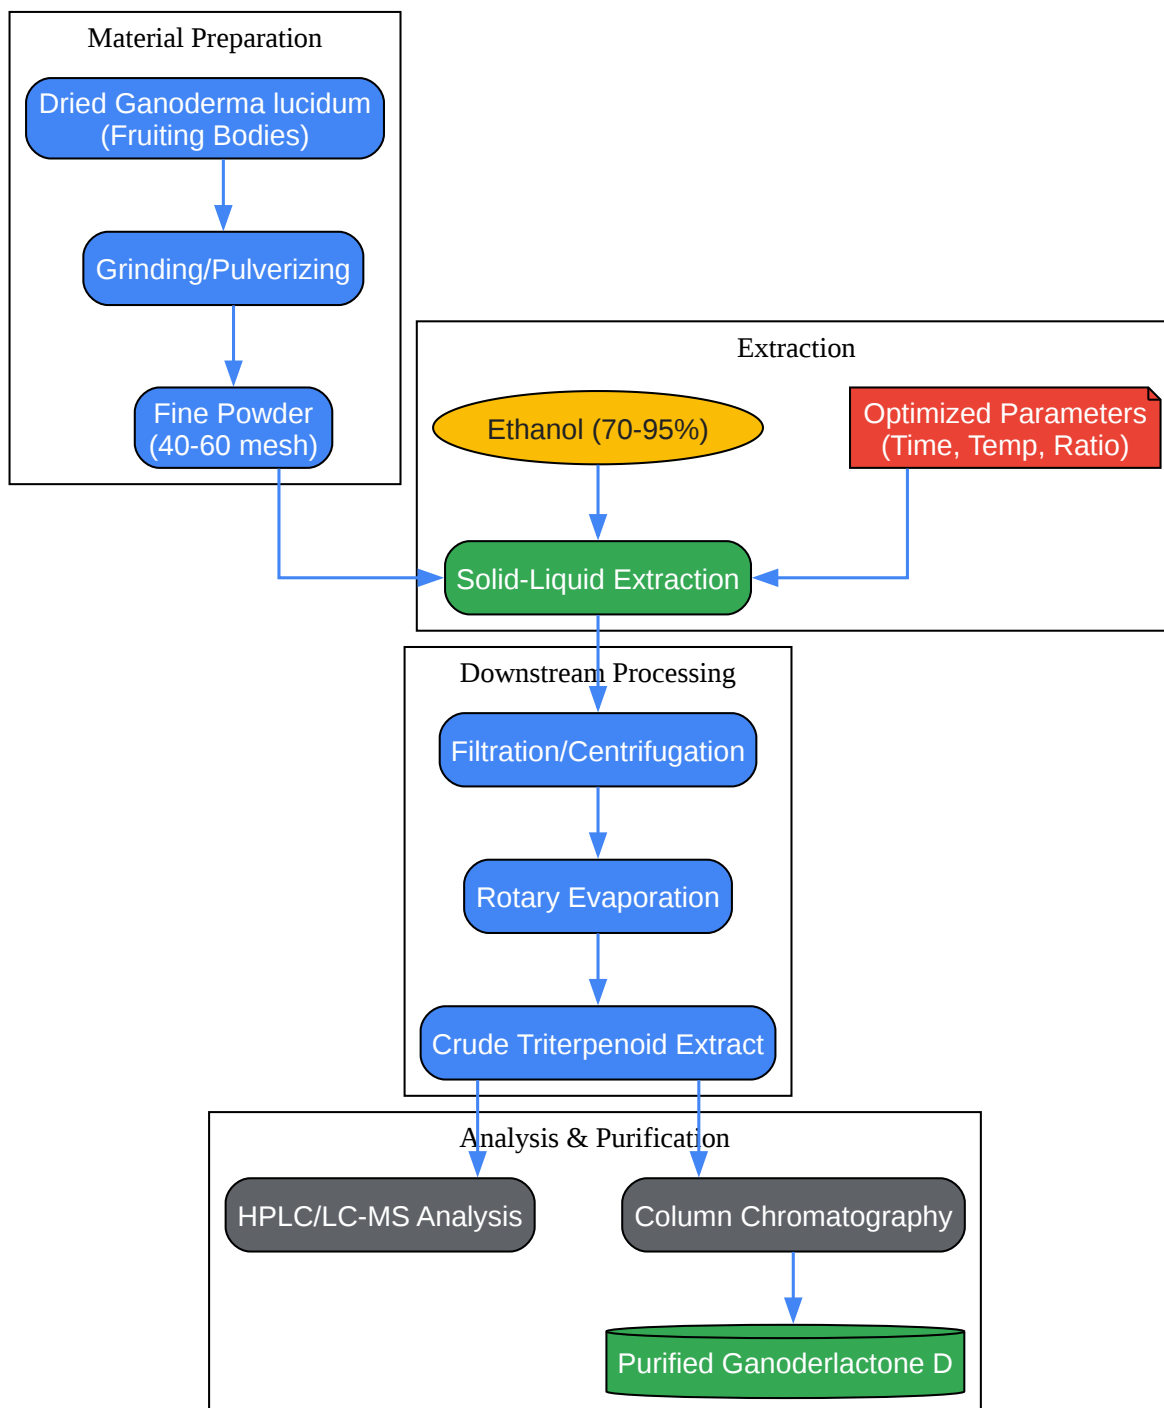 Material Preparation
Dried Ganoderma lucidum
(Fruiting Bodies)
Grinding/Pulverizing
Fine Powder
(40-60 mesh)
Extraction
Ethanol (70-95%)
Optimized Parameters
(Time, Temp, Ratio)
Solid-Liquid Extraction
Downstream Processing
Filtration/Centrifugation
Rotary Evaporation
Crude Triterpenoid Extract
Analysis & Purification
HPLC/LC-MS Analysis
Column Chromatography
Purified Ganoderlactone D